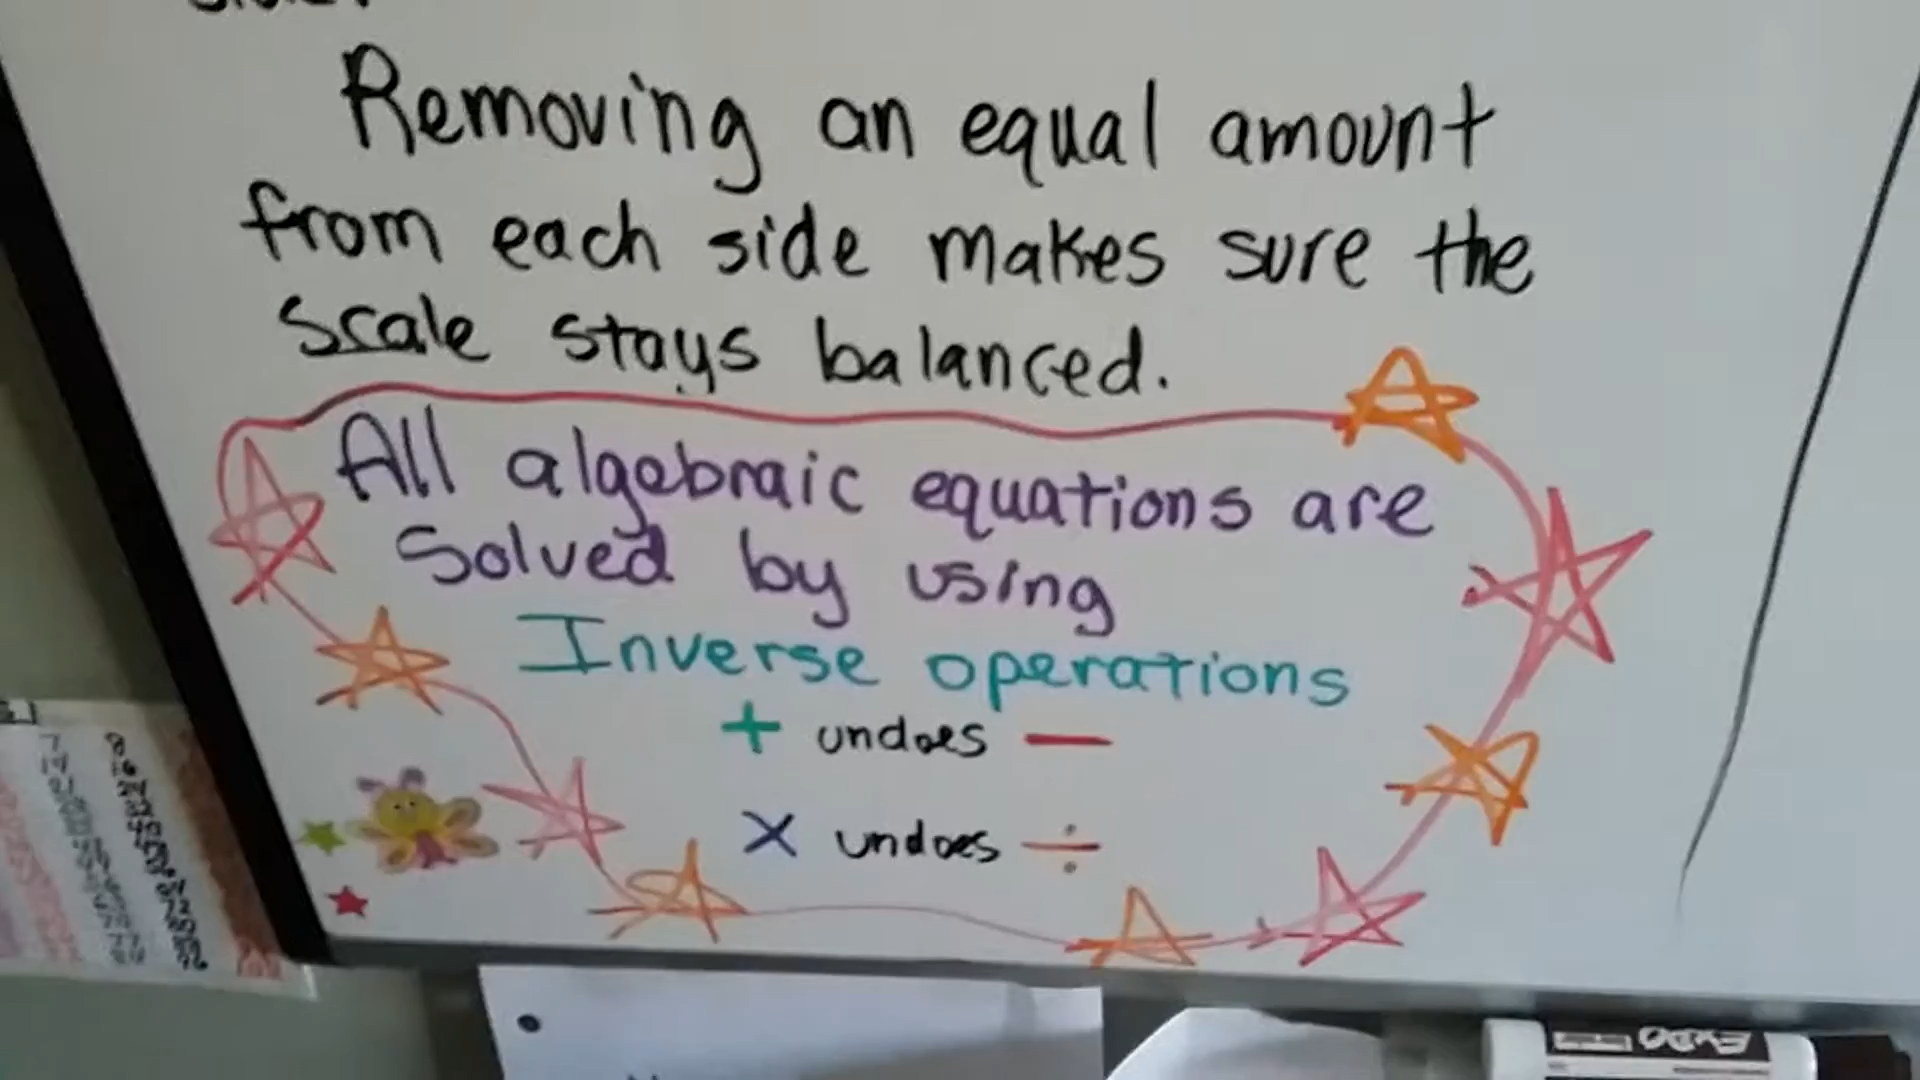 Removing an equal amount
from each side makes sure the
scale stays balanced.
All algebraic equations are
Solved by using
Inverse operations
+ undoes −
× undoes ÷
EXPO